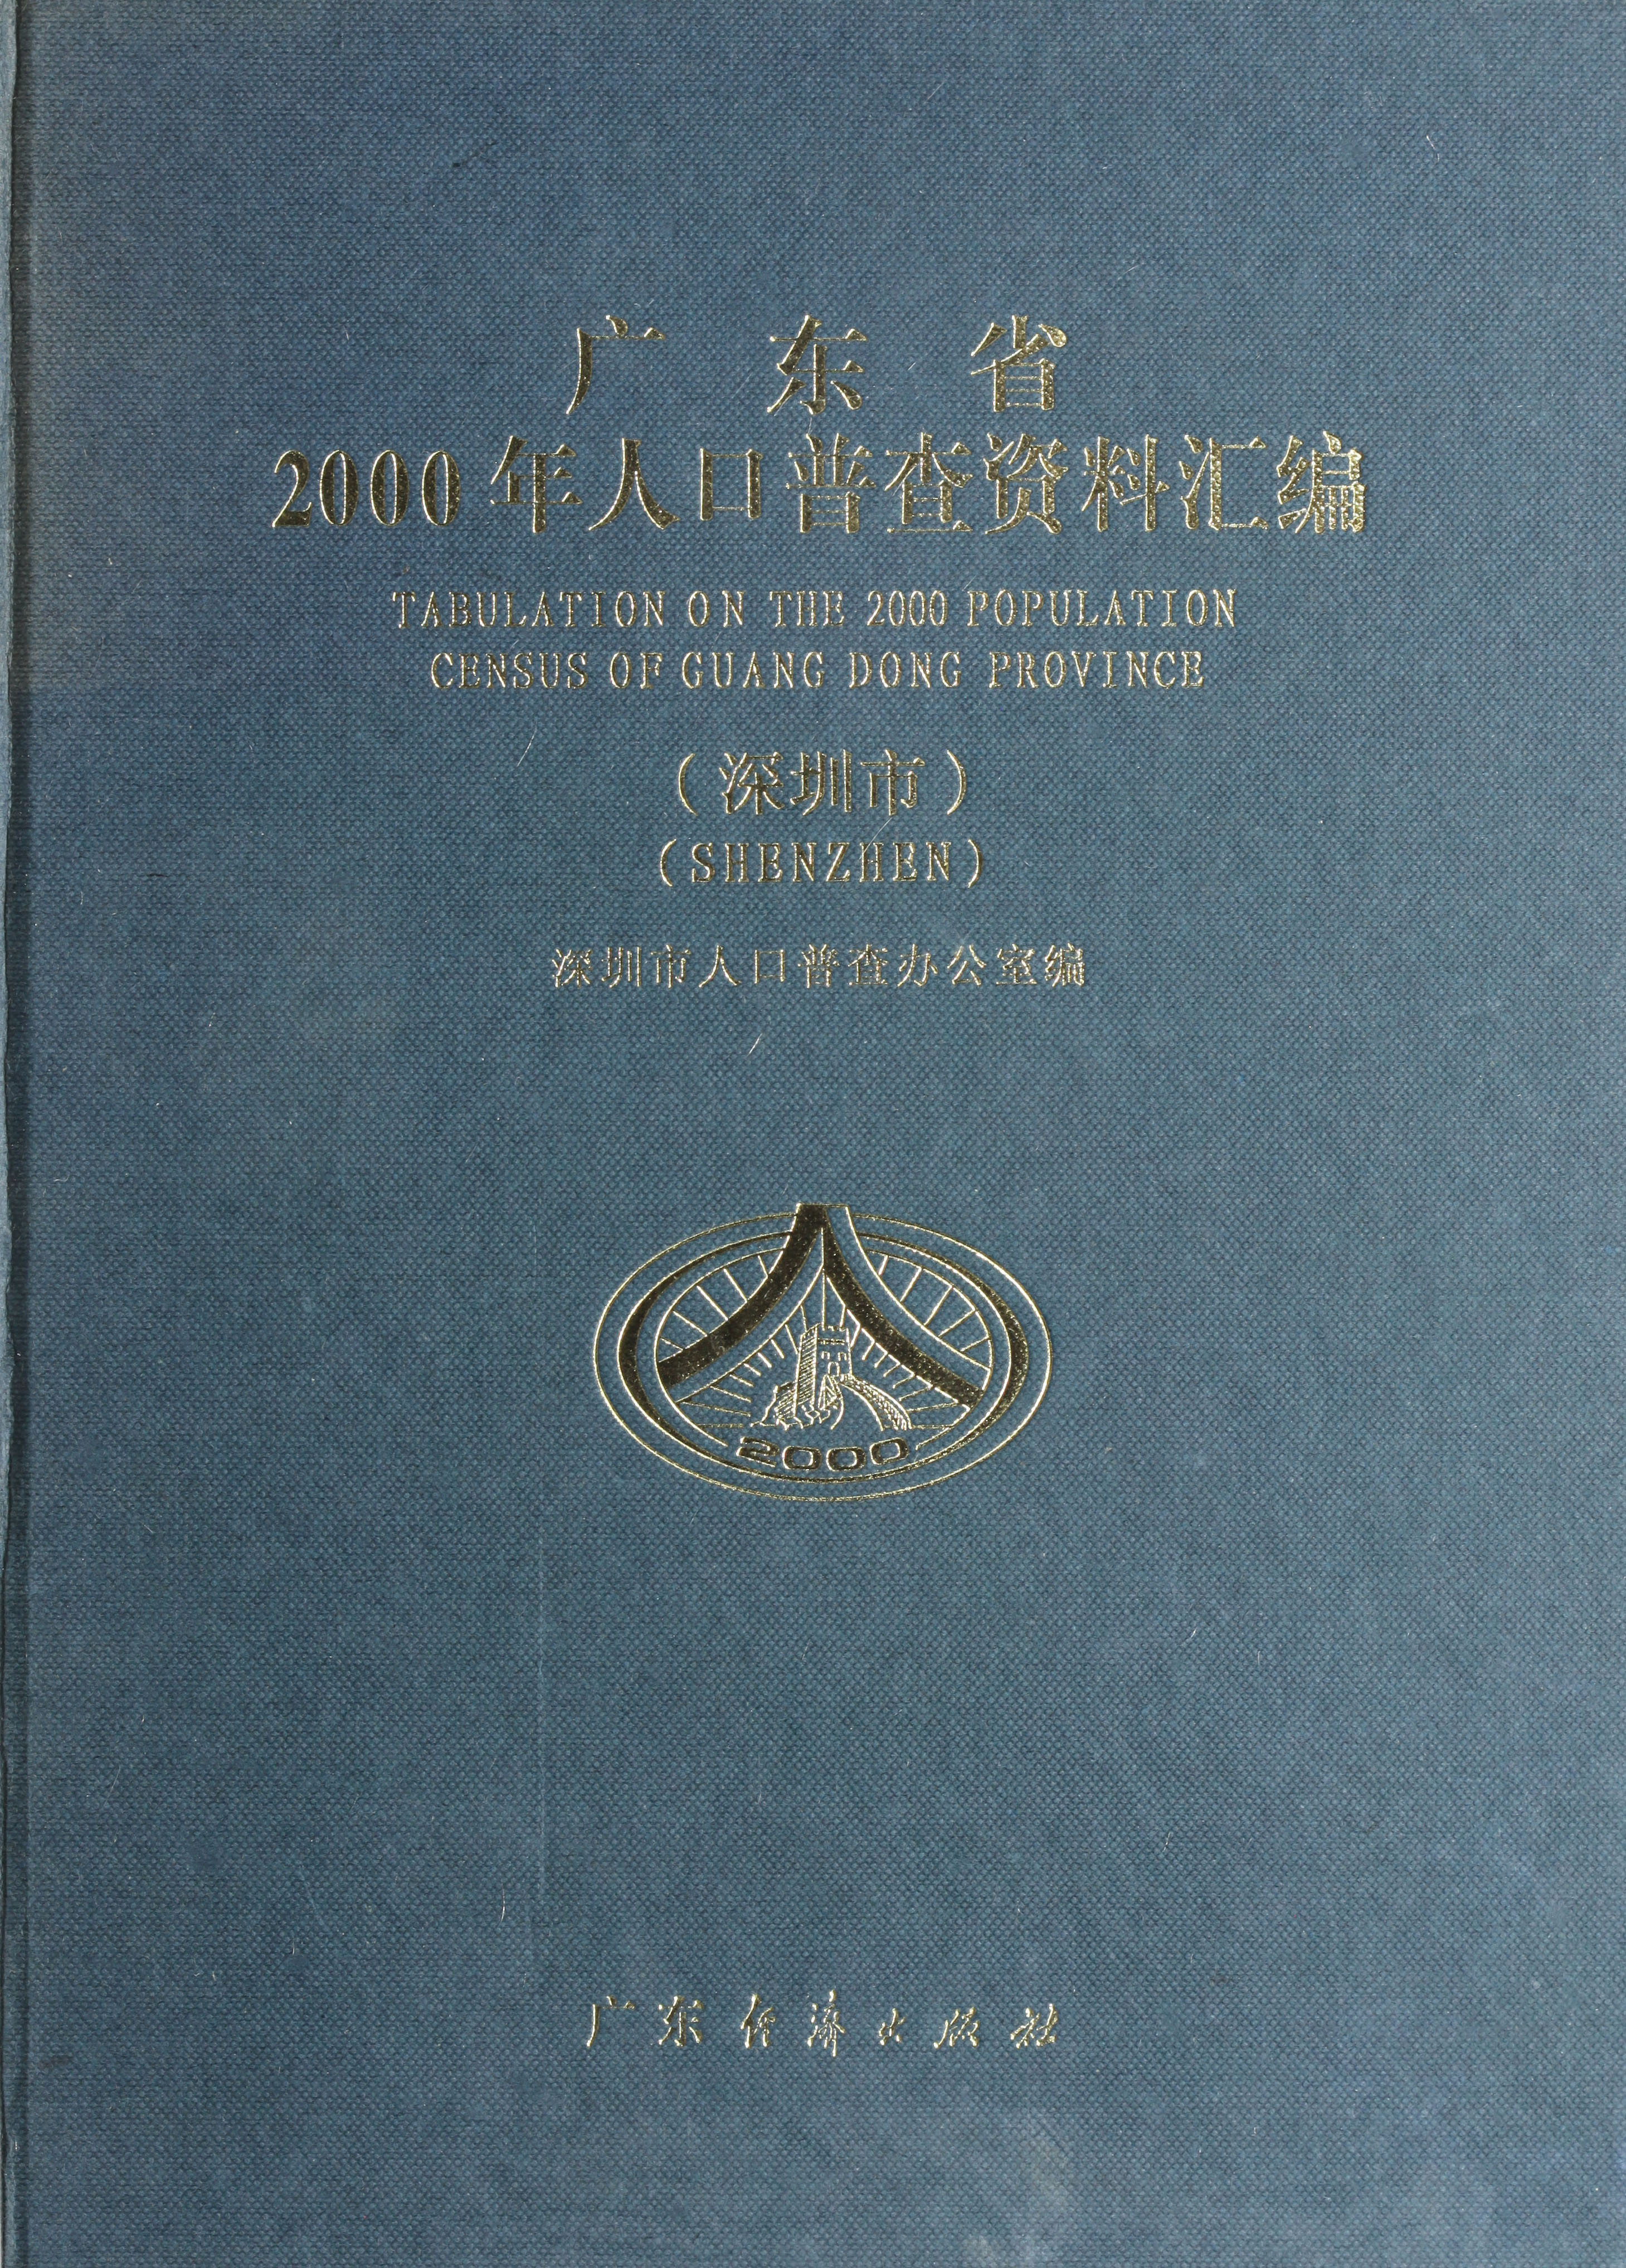 广东省
2000年人口普查资料汇编
TABULATION ON THE 2000 POPULATION
CENSUS OF GUANG DONG PROVINCE
(深圳市)
(SHENZHEN)
深圳市人口普查办公室编
2000
广东经济出版社